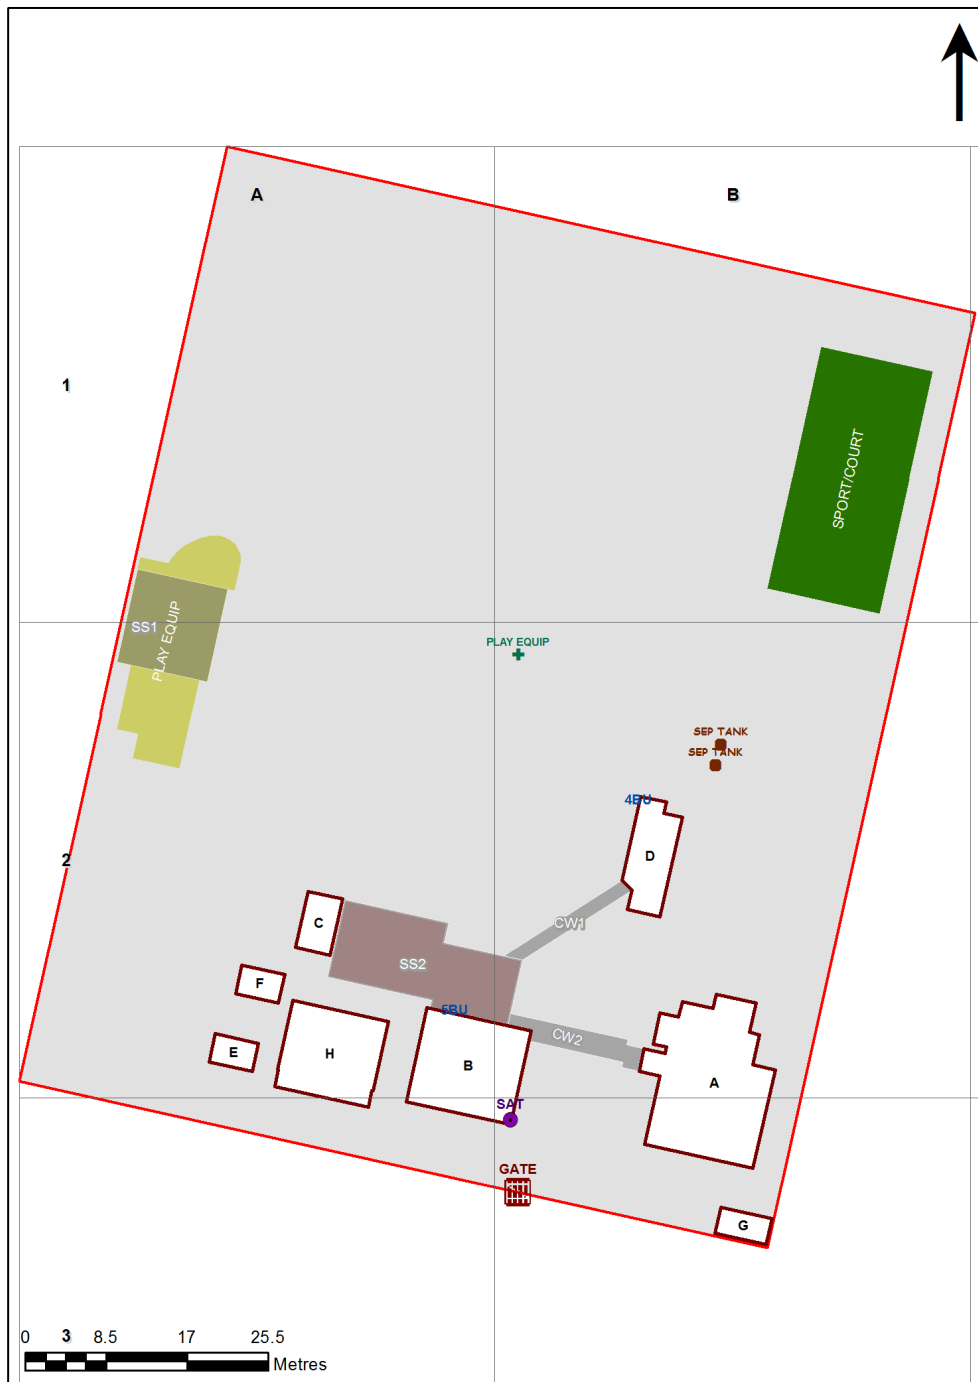 A
B
1
SPORT/COURT
PLAY EQUIP
SS1
PLAY EQUIP
SEP TANK
SEP TANK
4BU
D
2
C
CW1
SS2
F
5BU
CW2
E
H
B
A
SAT
GATE
G
0 3 8.5 17 25.5
Metres